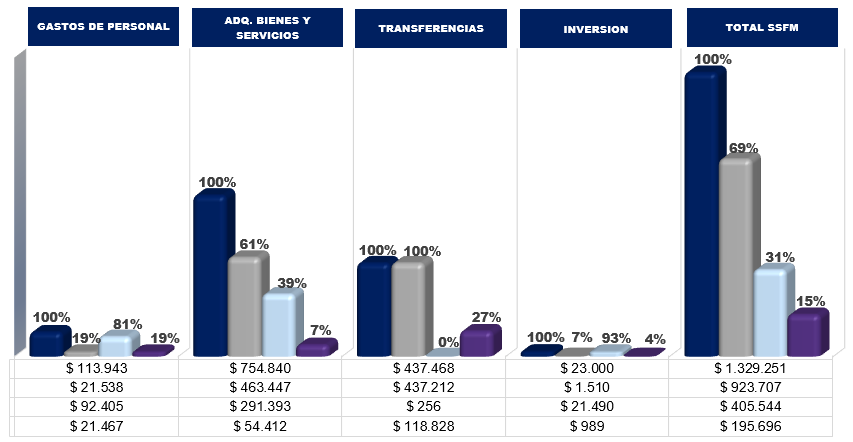 GASTOS DE PERSONAL
ADQ. BIENES Y
SERVICIOS
TRANSFERENCIAS
INVERSION
TOTAL SSFM
100% 19% 81% 19%
100% 61% 39% 7%
100% 100% 0% 27%
100% 7% 93% 4%
100% 69% 31% 15%
$ 113.943 $ 754.840 $ 437.468 $ 23.000 $ 1.329.251
$ 21.538 $ 463.447 $ 437.212 $ 1.510 $ 923.707
$ 92.405 $ 291.393 $ 256 $ 21.490 $ 405.544
$ 21.467 $ 54.412 $ 118.828 $ 989 $ 195.696